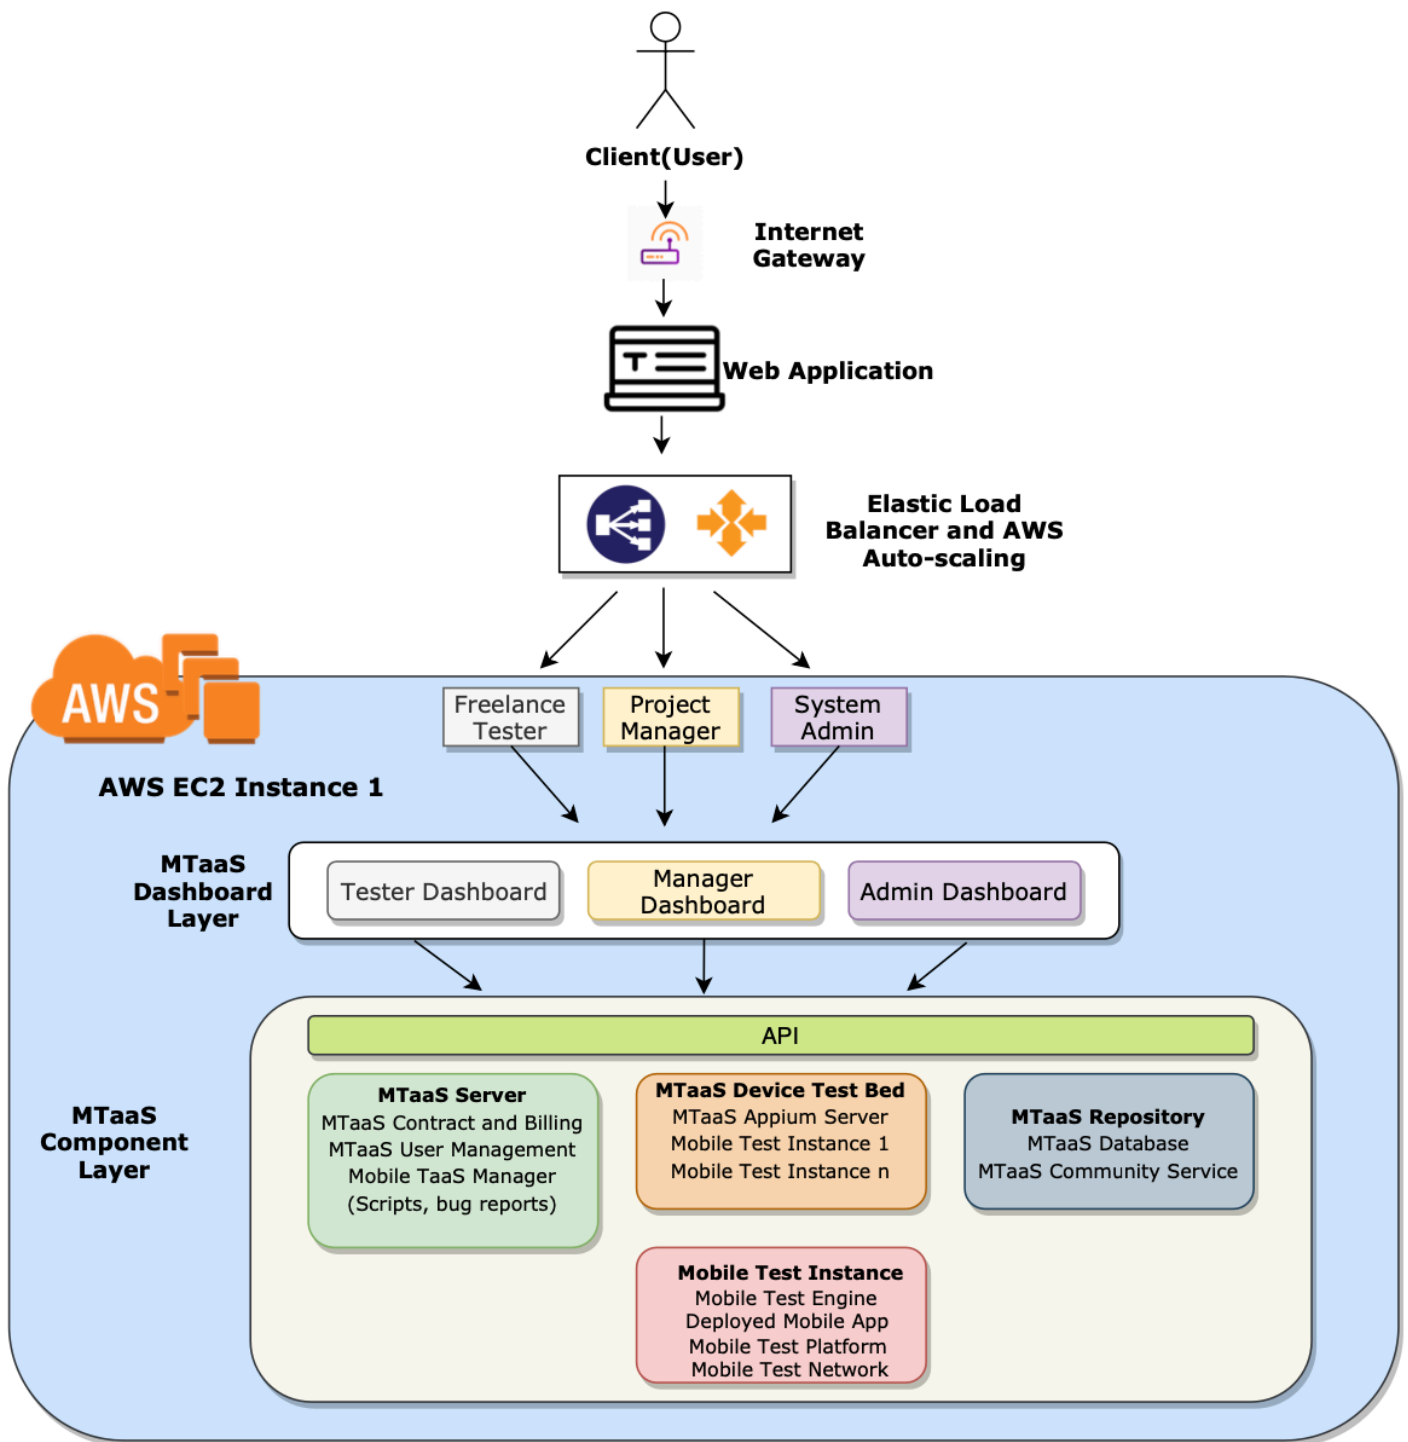 Client(User)
Internet
Gateway
T
Web Application
Elastic Load
Balancer and AWS
Auto-scaling
AWS
Freelance
Tester
Project
Manager
System
Admin
AWS EC2 Instance 1
MTaaS
Dashboard
Layer
Tester Dashboard
Manager
Dashboard
Admin Dashboard
MTaaS
Component
Layer
API
MTaaS Server
MTaaS Contract and Billing
MTaaS User Management
Mobile TaaS Manager
(Scripts, bug reports)
MTaaS Device Test Bed
MTaaS Appium Server
Mobile Test Instance 1
Mobile Test Instance n
MTaaS Repository
MTaaS Database
MTaaS Community Service
Mobile Test Instance
Mobile Test Engine
Deployed Mobile App
Mobile Test Platform
Mobile Test Network